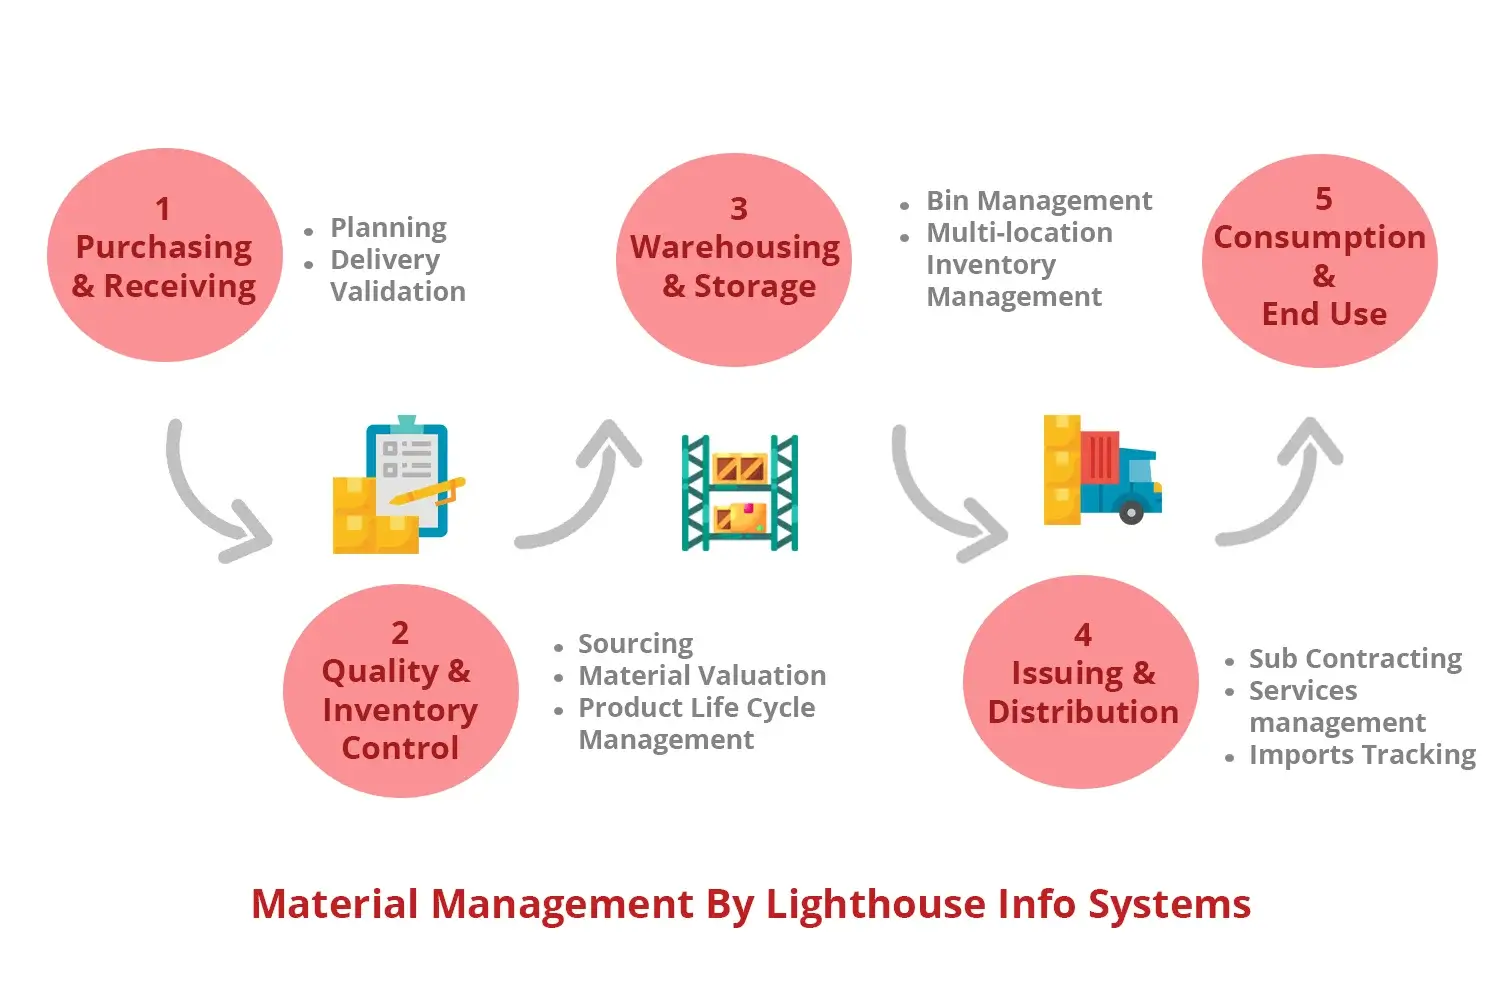 1
Purchasing
& Receiving
• Planning
• Delivery
Validation
2
Quality &
Inventory
Control
• Sourcing
• Material Valuation
• Product Life Cycle
Management
3
Warehousing
& Storage
• Bin Management
• Multi-location
Inventory
Management
4
Issuing &
Distribution
• Sub Contracting
• Services
management
• Imports Tracking
5
Consumption
&
End Use
Material Management By Lighthouse Info Systems